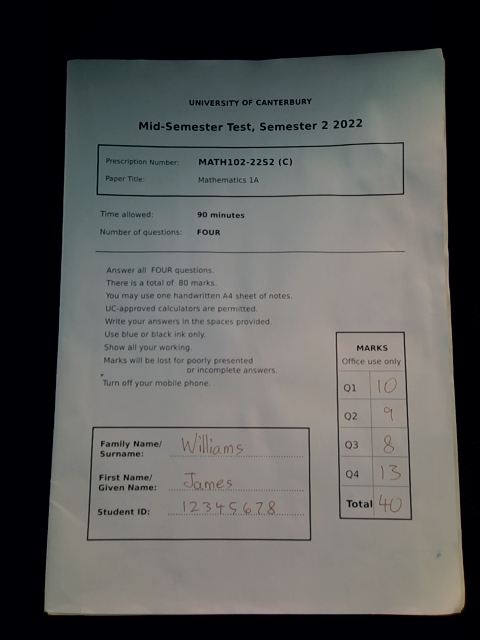 UNIVERSITY OF CANTERBURY
Mid-Semester Test, Semester 2 2022
Prescription Number: MATH102-22S2 (C)
Paper Title: Mathematics 1A
Time allowed: 90 minutes
Number of questions: FOUR
Answer all FOUR questions.
There is a total of 80 marks.
You may use one handwritten A4 sheet of notes.
UC-approved calculators are permitted.
Write your answers in the spaces provided.
Use blue or black ink only.
Show all your working.
Marks will be lost for poorly presented
or incomplete answers.
Turn off your mobile phone.
MARKS
Office use only
Q1 10
Q2 9
Q3 8
Q4 13
Total 40
Family Name/
Surname: Williams
First Name/
Given Name: James
Student ID: 12345678